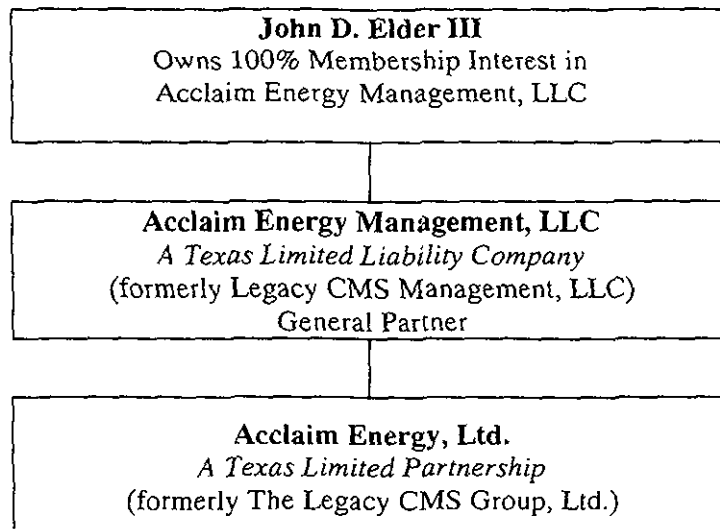 John D. Elder III
Owns 100% Membership Interest in
Acclaim Energy Management, LLC
Acclaim Energy Management, LLC
A Texas Limited Liability Company
(formerly Legacy CMS Management, LLC)
General Partner
Acclaim Energy, Ltd.
A Texas Limited Partnership
(formerly The Legacy CMS Group, Ltd.)